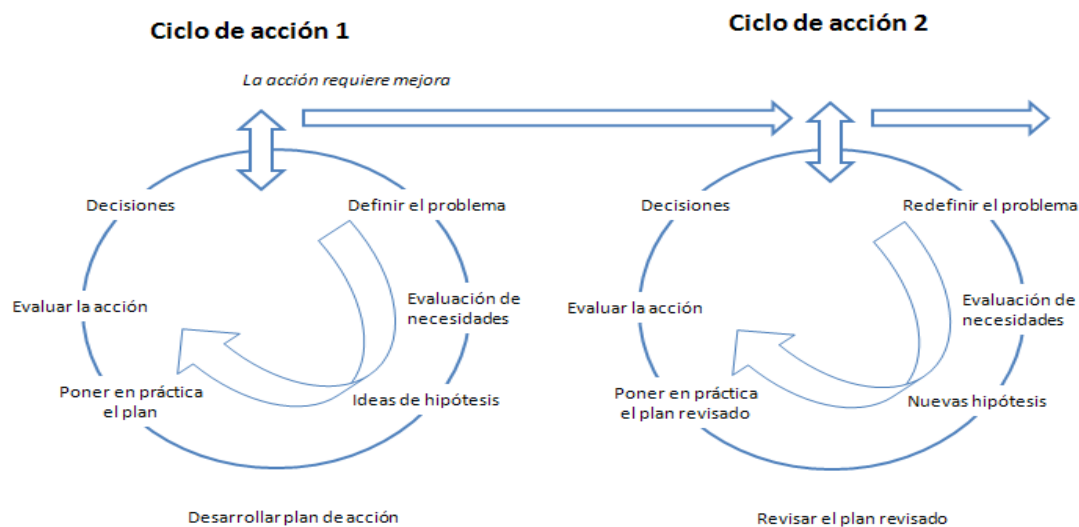 Ciclo de acción 1
La acción requiere mejora
Decisiones
Definir el problema
Evaluar la acción
Evaluación de
necesidades
Poner en práctica
el plan
Ideas de hipótesis
Desarrollar plan de acción
Ciclo de acción 2
Decisiones
Redefinir el problema
Evaluar la acción
Evaluación de
necesidades
Poner en práctica
el plan revisado
Nuevas hipótesis
Revisar el plan revisado